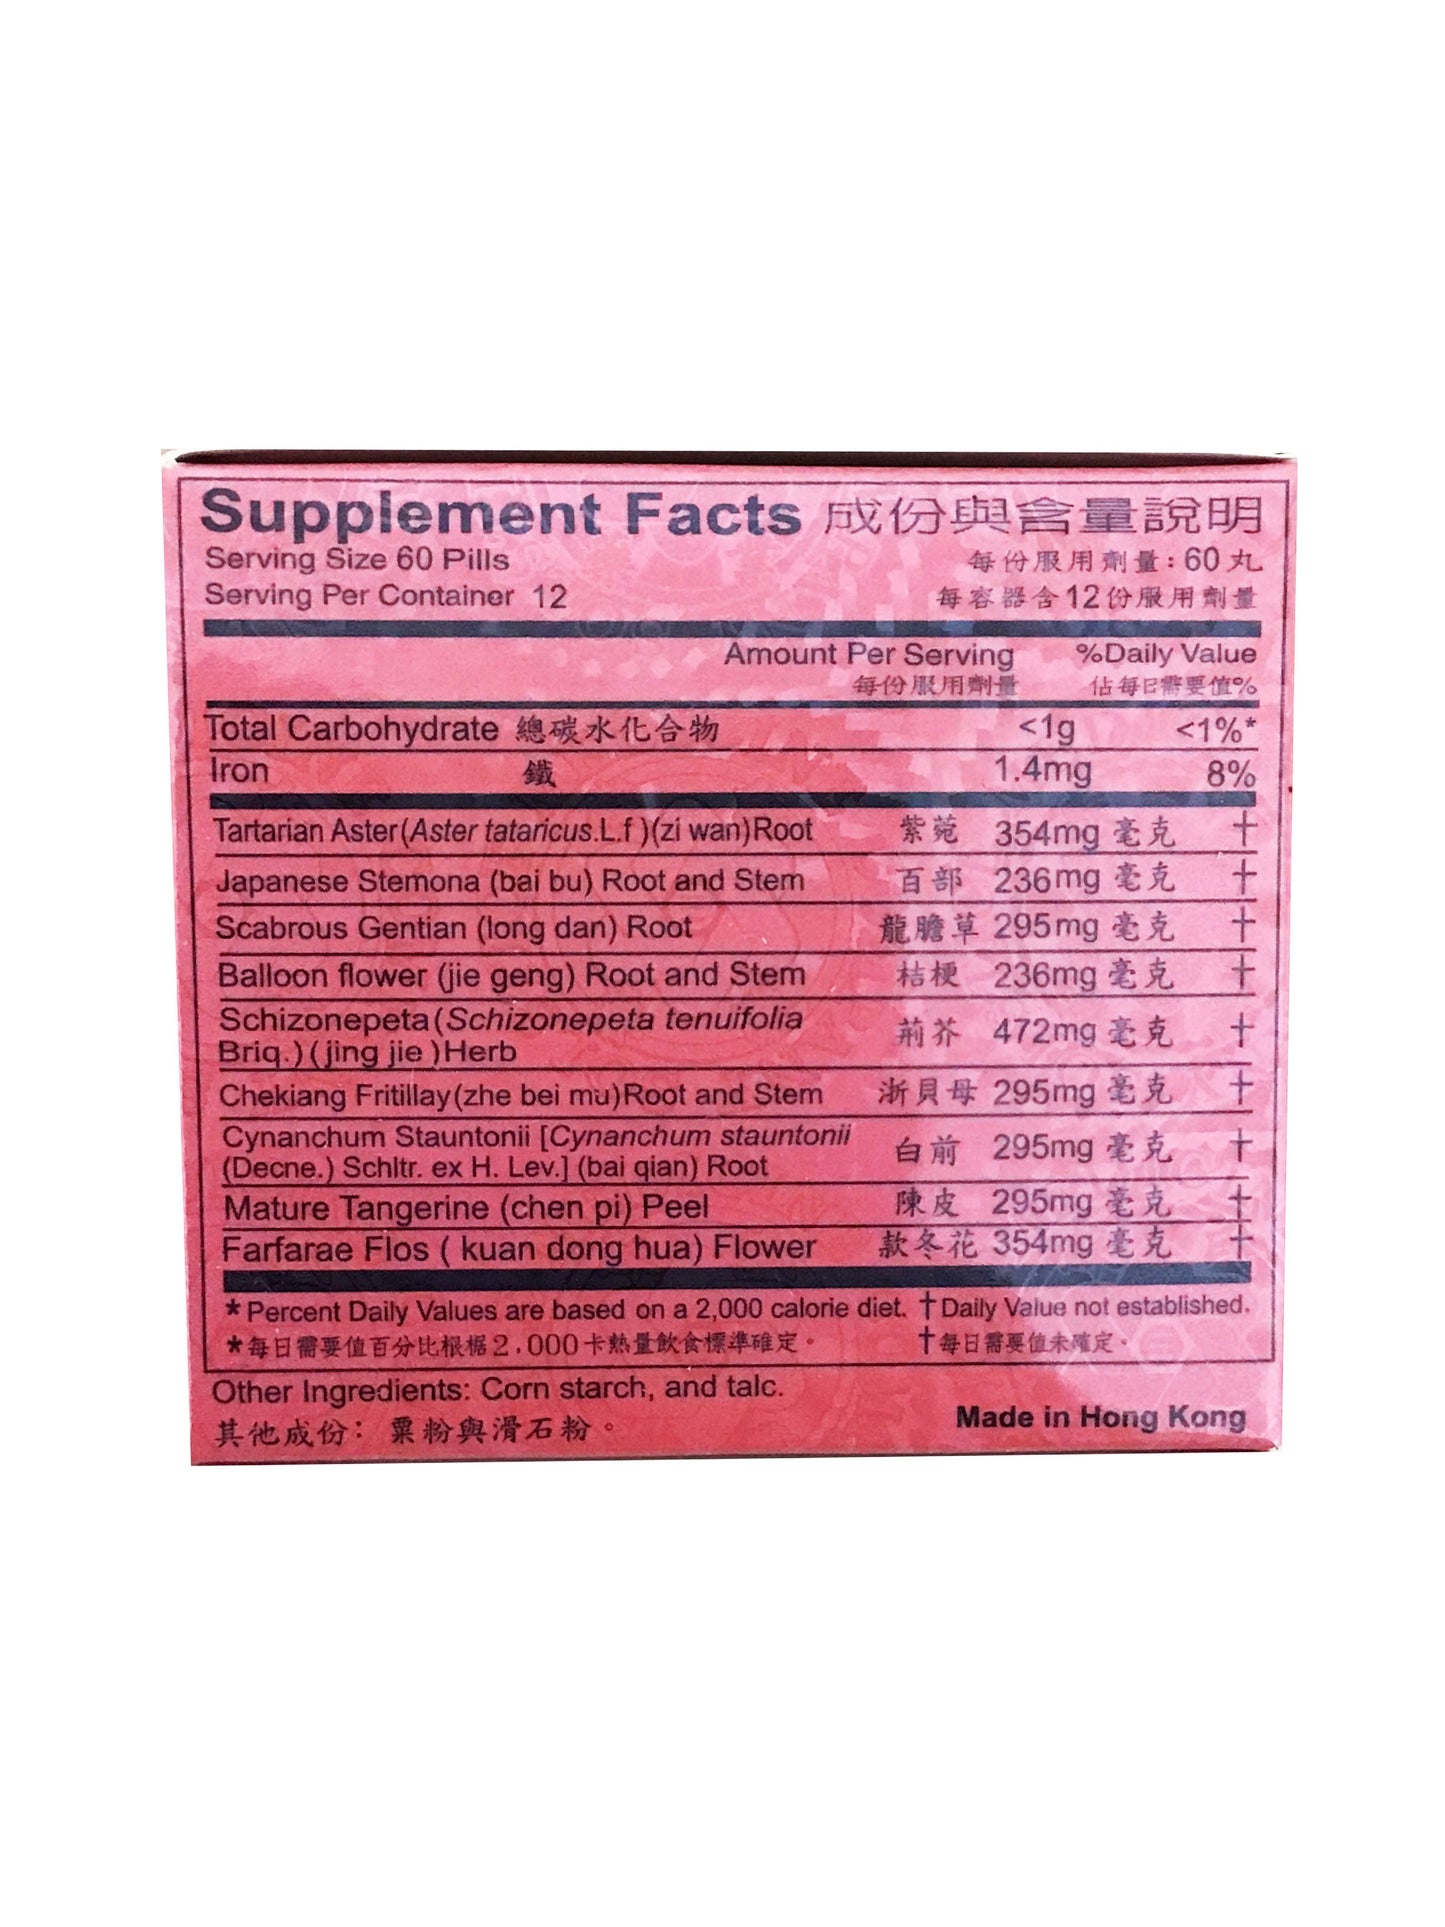 Supplement Facts 成份與含量說明
Serving Size 60 Pills 每份服用劑量：60 丸
Serving Per Container 12 每容器含12份服用劑量
Amount Per Serving %Daily Value
每份服用劑量 佔每日需要值%
Total Carbohydrate 總碳水化合物 <1g <1%*
Iron 鐵 1.4mg 8%
Tartarian Aster(Aster tataricus.L.f )(zi wan)Root 紫菀 354mg 毫克 †
Japanese Stemona (bai bu) Root and Stem 百部 236mg 毫克 †
Scabrous Gentian (long dan) Root 龍膽草 295mg 毫克 †
Balloon flower (jie geng) Root and Stem 桔梗 236mg 毫克 †
Schizonepeta(Schizonepeta tenuifolia
Briq.)(jing jie )Herb 荊芥 472mg 毫克 †
Chekiang Fritillay(zhe bei mu)Root and Stem 浙貝母 295mg 毫克 †
Cynanchum Stauntonii [Cynanchum stauntonii
(Decne.) Schltr. ex H. Lev.] (bai qian) Root 白前 295mg 毫克 †
Mature Tangerine (chen pi) Peel 陳皮 295mg 毫克 †
Farfarae Flos ( kuan dong hua) Flower 款冬花 354mg 毫克 †
* Percent Daily Values are based on a 2,000 calorie diet. † Daily Value not established.
* 每日需要值百分比根椐2,000卡熱量飲食標準確定。 † 每日需要值未確定。
Other Ingredients: Corn starch, and talc.
其他成份：粟粉與滑石粉。
Made in Hong Kong